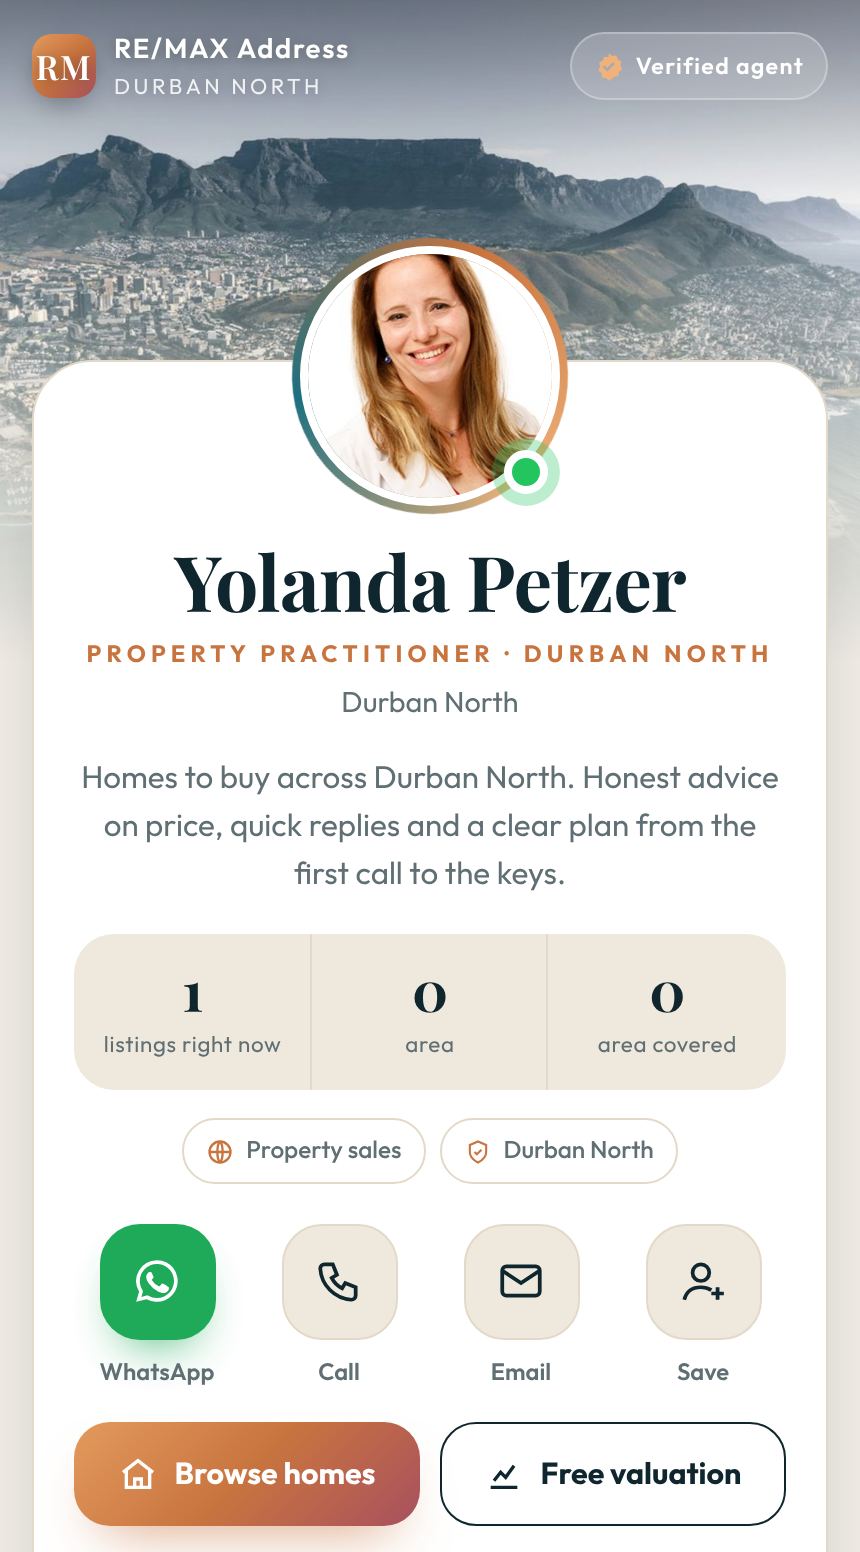 RM
RE/MAX Address
DURBAN NORTH
Verified agent
Yolanda Petzer
PROPERTY PRACTITIONER · DURBAN NORTH
Durban North
Homes to buy across Durban North. Honest advice
on price, quick replies and a clear plan from the
first call to the keys.
1
listings right now
0
area
0
area covered
Property sales
Durban North
WhatsApp
Call
Email
Save
Browse homes
Free valuation